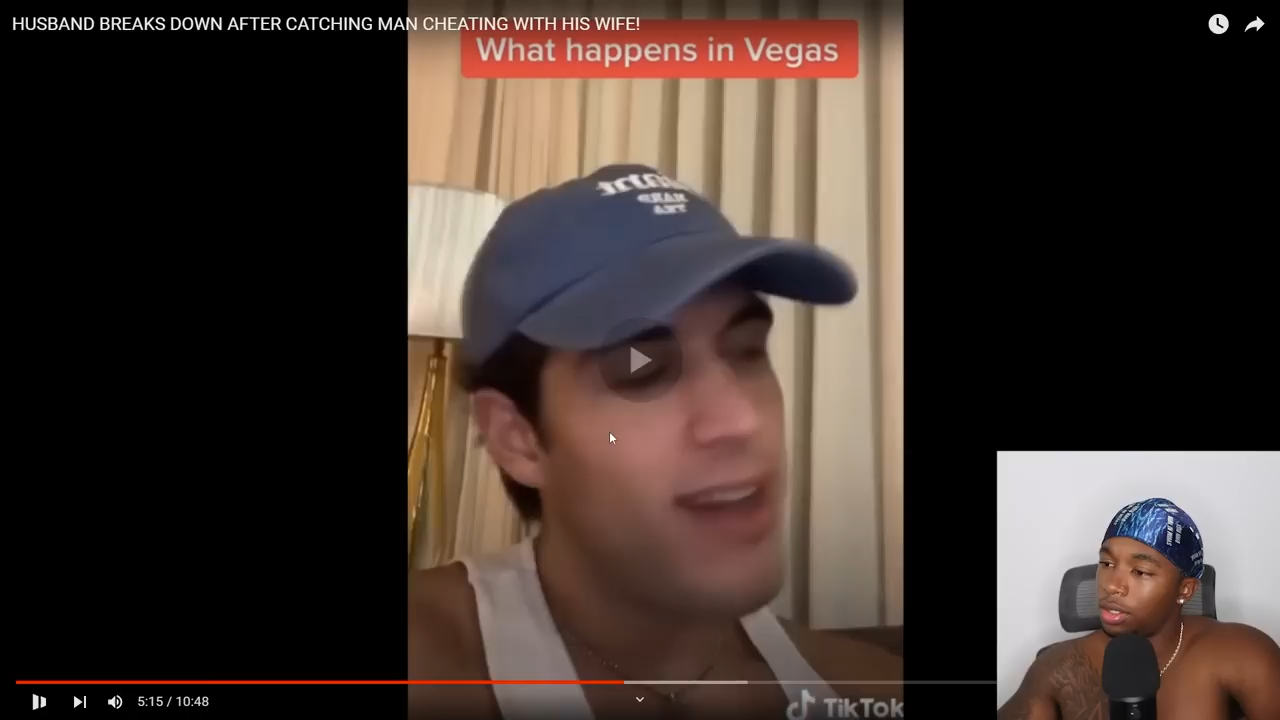 HUSBAND BREAKS DOWN AFTER CATCHING MAN CHEATING WITH HIS WIFE!
What happens in Vegas
5:15 / 10:48
TikTok